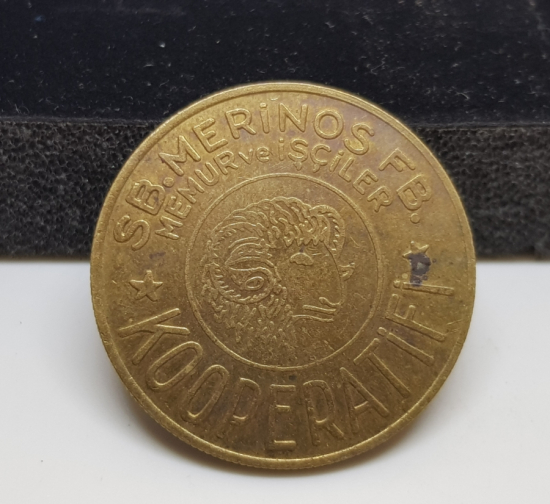 SB. MERİNOS FB.
MEMUR ve İŞÇİLER
KOOPERATİFİ